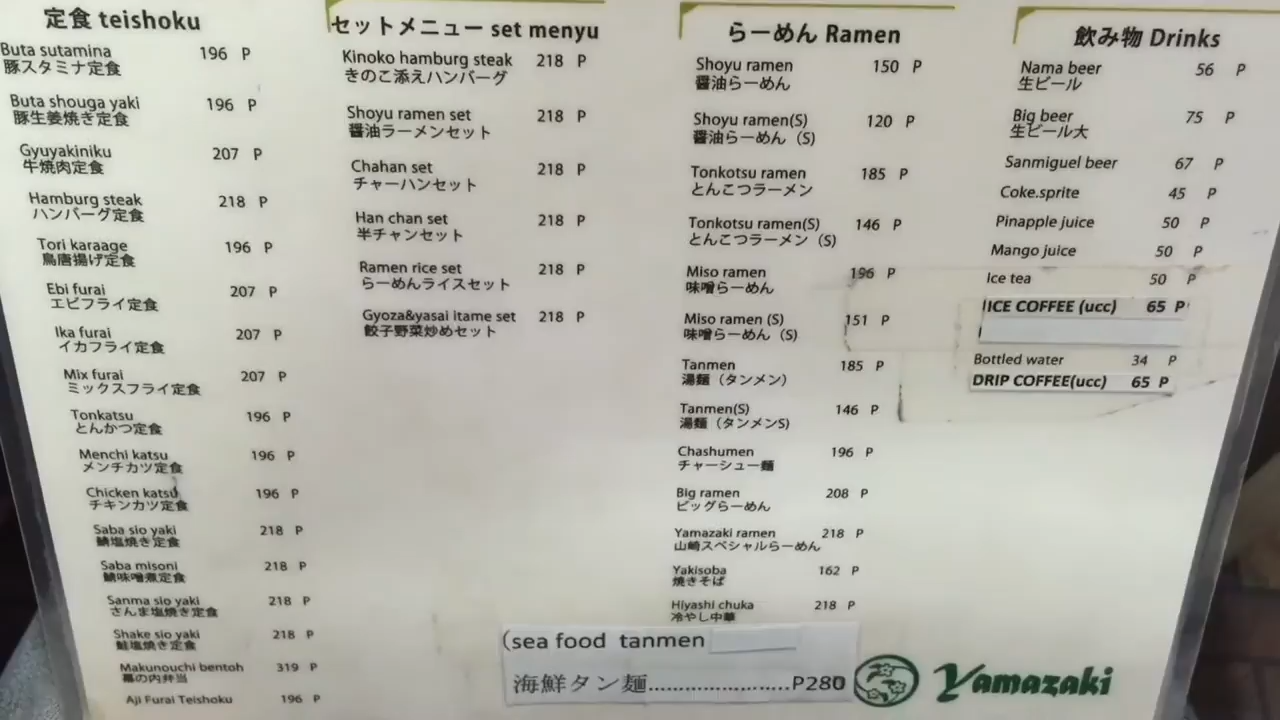 定食 teishoku
Buta sutamina 196 P
豚スタミナ定食
Buta shouga yaki 196 P
豚生姜焼き定食
Gyuyakiniku 207 P
牛焼肉定食
Hamburg steak 218 P
ハンバーグ定食
Tori karaage 196 P
鳥唐揚げ定食
Ebi furai 207 P
エビフライ定食
Ika furai 207 P
イカフライ定食
Mix furai 207 P
ミックスフライ定食
Tonkatsu 196 P
とんかつ定食
Menchi katsu 196 P
メンチカツ定食
Chicken katsu 196 P
チキンカツ定食
Saba sio yaki 218 P
鯖塩焼き定食
Saba misoni 218 P
鯖味噌煮定食
Sanma sio yaki 218 P
さんま塩焼き定食
Shake sio yaki 218 P
鮭塩焼き定食
Makunouchi bentoh 319 P
幕の内弁当
Aji Furai Teishoku 196 P
セットメニュー set menyu
Kinoko hamburg steak 218 P
きのこ添えハンバーグ
Shoyu ramen set 218 P
醤油ラーメンセット
Chahan set 218 P
チャーハンセット
Han chan set 218 P
半チャンセット
Ramen rice set 218 P
らーめんライスセット
Gyoza&yasai itame set 218 P
餃子野菜炒めセット
らーめん Ramen
Shoyu ramen 150 P
醤油らーめん
Shoyu ramen(S) 120 P
醤油らーめん（S）
Tonkotsu ramen 185 P
とんこつラーメン
Tonkotsu ramen(S) 146 P
とんこつラーメン（S）
Miso ramen 196 P
味噌らーめん
Miso ramen (S) 151 P
味噌らーめん（S）
Tanmen 185 P
湯麺（タンメン）
Tanmen(S) 146 P
湯麺（タンメンS)
Chashumen 196 P
チャーシュー麺
Big ramen 208 P
ビッグらーめん
Yamazaki ramen 218 P
山崎スペシャルらーめん
Yakisoba 162 P
焼きそば
Hiyashi chuka 218 P
冷やし中華
(sea food tanmen
海鮮タン麺......................P280
飲み物 Drinks
Nama beer 56 P
生ビール
Big beer 75 P
生ビール大
Sanmiguel beer 67 P
Coke.sprite 45 P
Pinapple juice 50 P
Mango juice 50 P
Ice tea 50 P
ICE COFFEE (ucc) 65 P
Bottled water 34 P
DRIP COFFEE(ucc) 65 P
Yamazaki